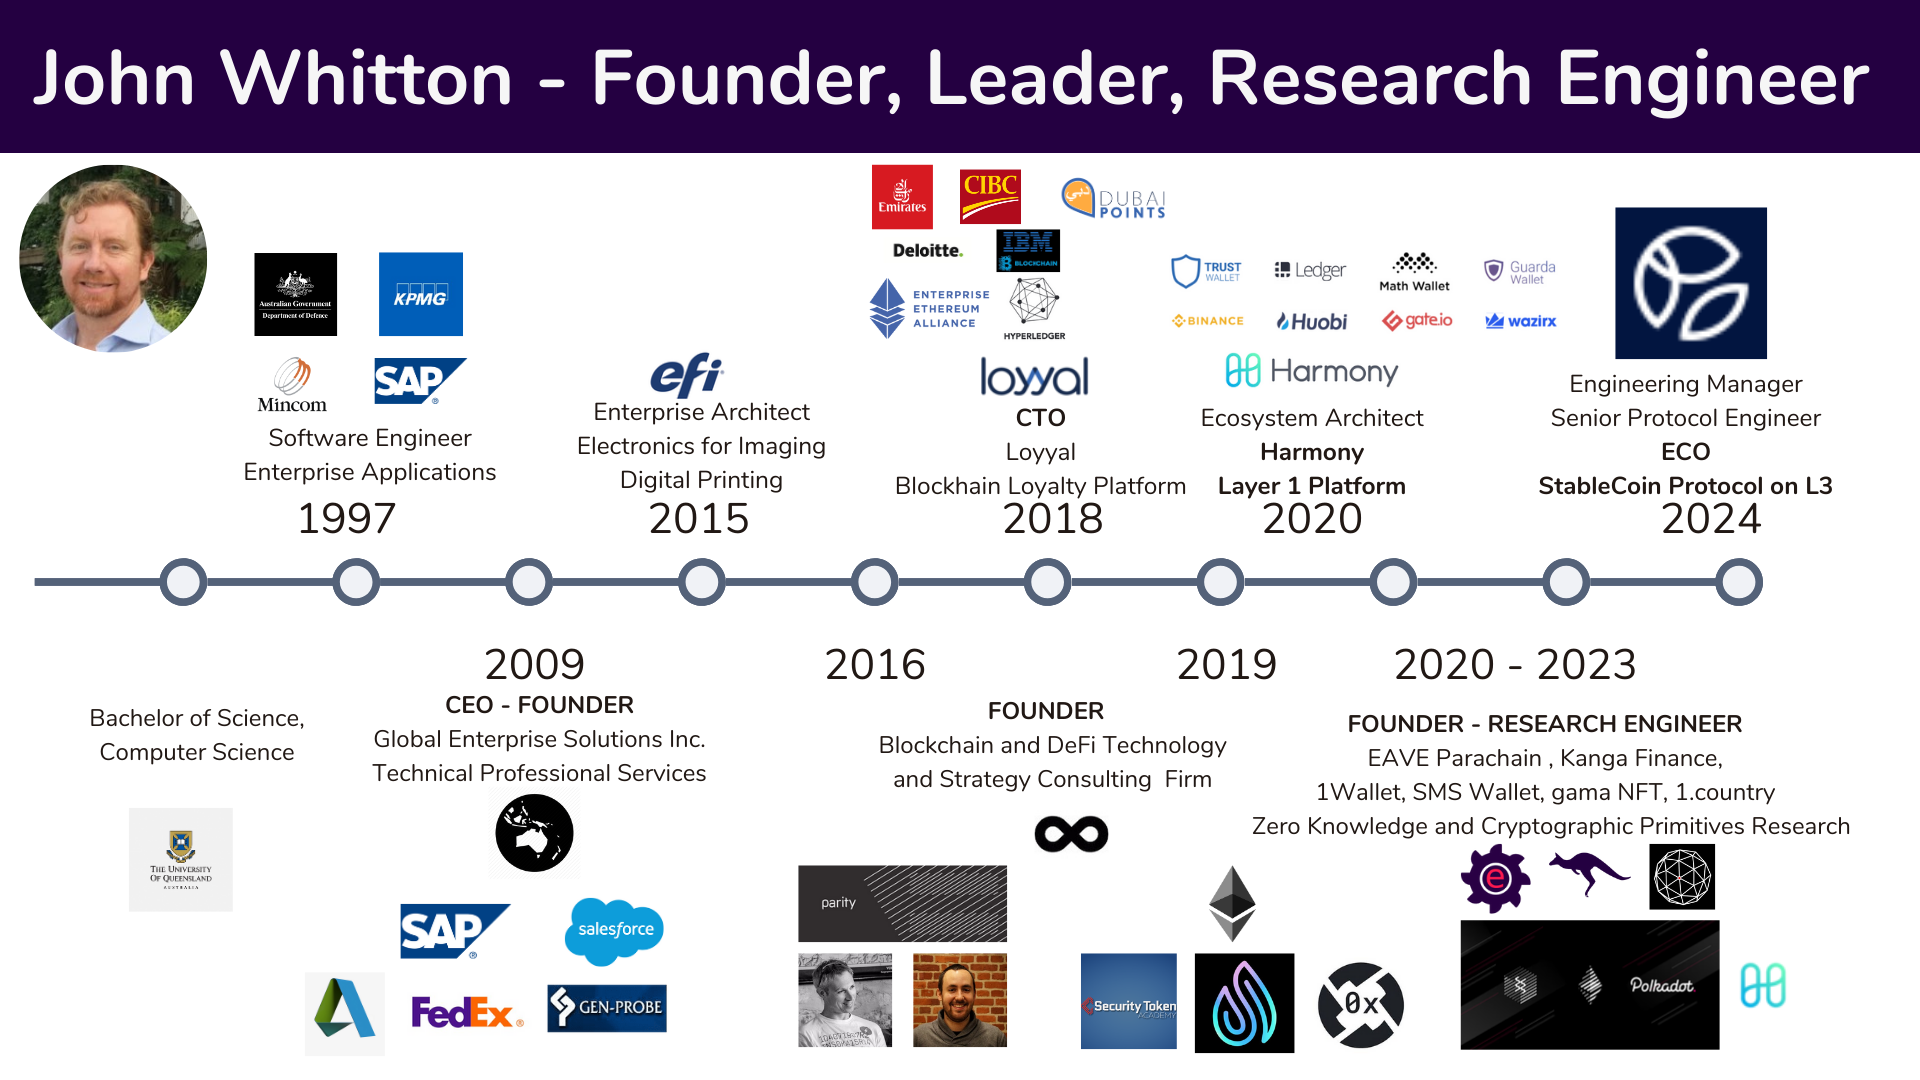 John Whitton - Founder, Leader, Research Engineer
Emirates
CIBC
DUBAI
POINTS
Deloitte.
IBM
BLOCKCHAIN
ENTERPRISE
ETHEREUM
ALLIANCE
HYPERLEDGER
Australian Government
Department of Defence
KPMG
Mincom
SAP
Software Engineer
Enterprise Applications
1997
efi
Enterprise Architect
Electronics for Imaging
Digital Printing
2015
loyyal
CTO
Loyyal
Blockhain Loyalty Platform
2018
TRUST
WALLET
Ledger
Math Wallet
Guarda
Wallet
BINANCE
Huobi
gate.io
wazirx
Harmony
Ecosystem Architect
Harmony
Layer 1 Platform
2020
Engineering Manager
Senior Protocol Engineer
ECO
StableCoin Protocol on L3
2024
Bachelor of Science,
Computer Science
THE UNIVERSITY
OF QUEENSLAND
AUSTRALIA
2009
CEO - FOUNDER
Global Enterprise Solutions Inc.
Technical Professional Services
SAP
salesforce
FedEx
GEN-PROBE
2016
2019
FOUNDER
Blockchain and DeFi Technology
and Strategy Consulting Firm
parity
Security Token
ACADEMY
0x
2020 - 2023
FOUNDER - RESEARCH ENGINEER
EAVE Parachain , Kanga Finance,
1Wallet, SMS Wallet, gama NFT, 1.country
Zero Knowledge and Cryptographic Primitives Research
e
Polkadot